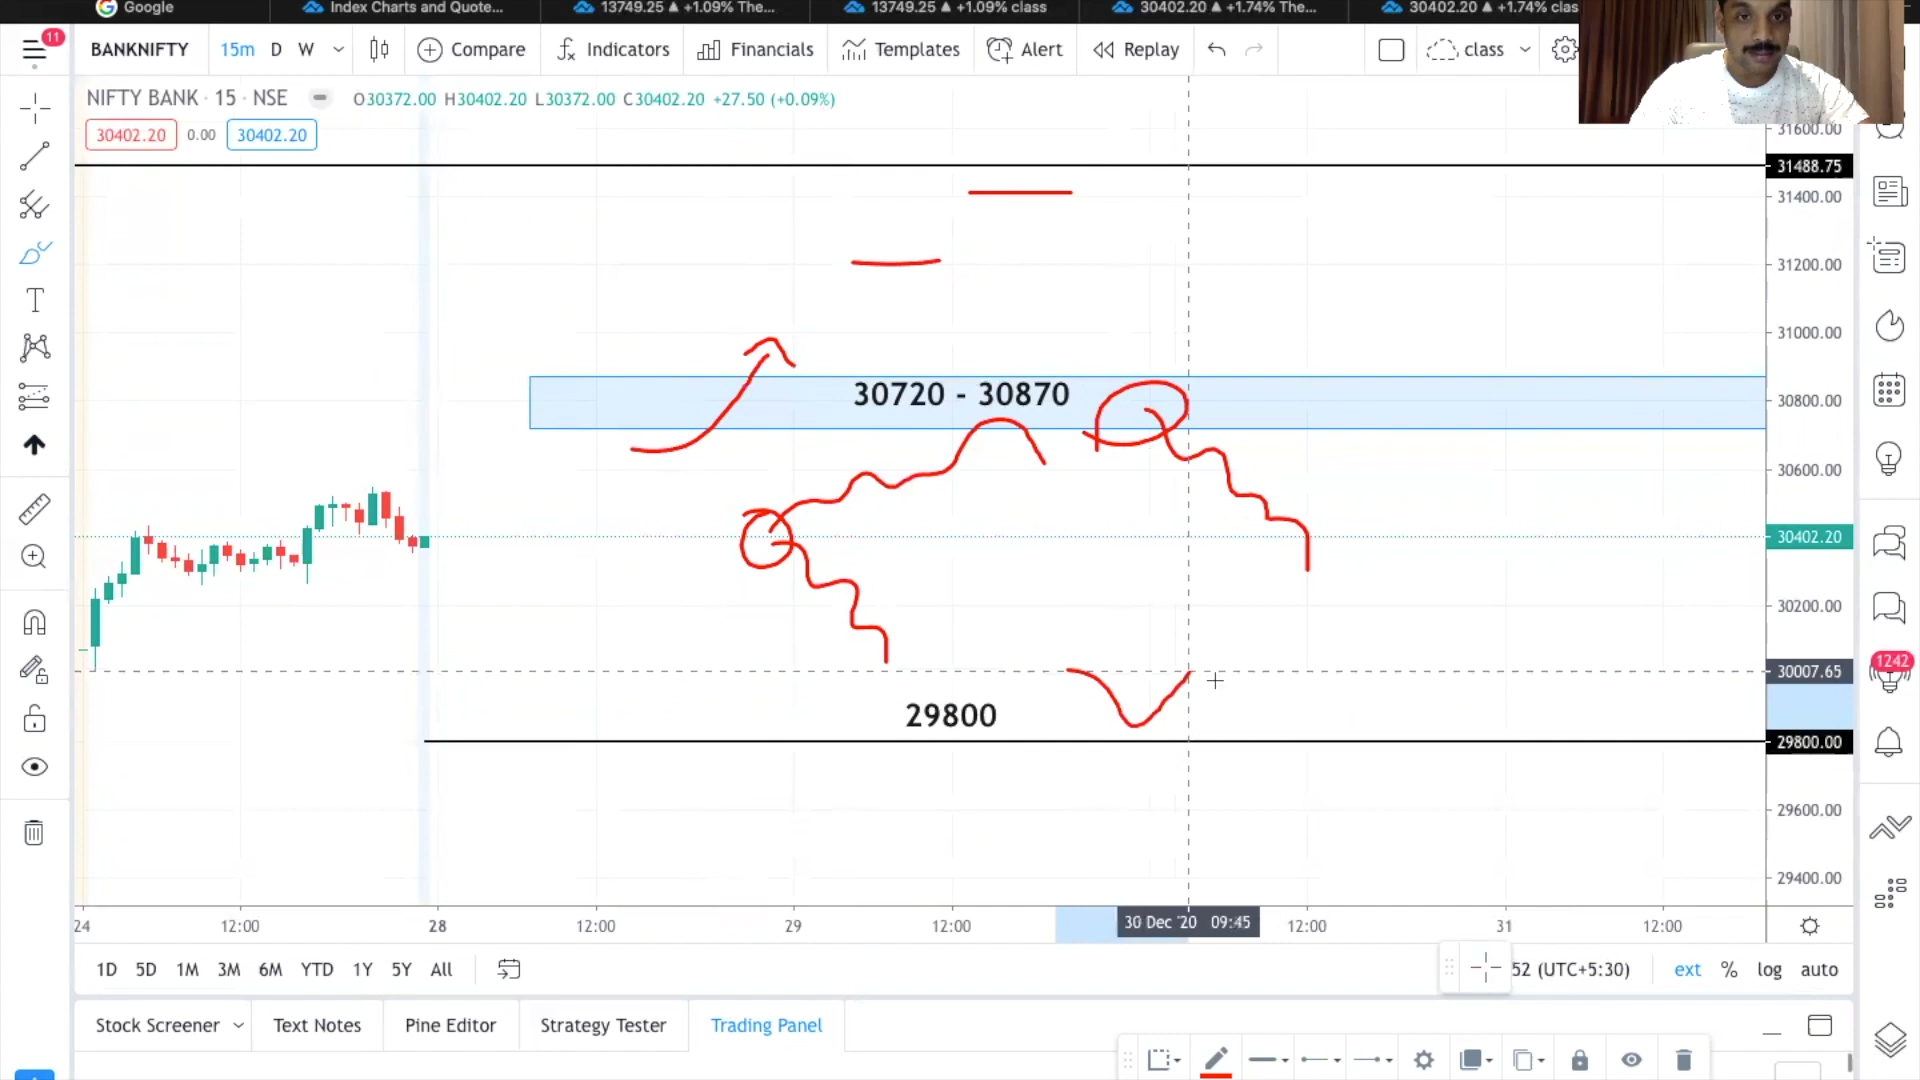 Google
Index Charts and Quote...
13749.25 ▲ +1.09% The...
13749.25 ▲ +1.09% class
30402.20 ▲ +1.74% The...
30402.20 ▲ +1.74% clas
11
BANKNIFTY
15m D W
Compare
Indicators
Financials
Templates
Alert
Replay
class
NIFTY BANK · 15 · NSE
O30372.00 H30402.20 L30372.00 C30402.20 +27.50 (+0.09%)
30402.20 0.00 30402.20
31600.00
31488.75
31400.00
31200.00
31000.00
30720 - 30870
30800.00
30600.00
30402.20
30200.00
1242
30007.65
29800
29800.00
29600.00
29400.00
24 12:00 28 12:00 29 12:00 30 Dec '20 09:45 12:00 31 12:00
1D 5D 1M 3M 6M YTD 1Y 5Y All
52 (UTC+5:30) ext % log auto
Stock Screener Text Notes Pine Editor Strategy Tester Trading Panel